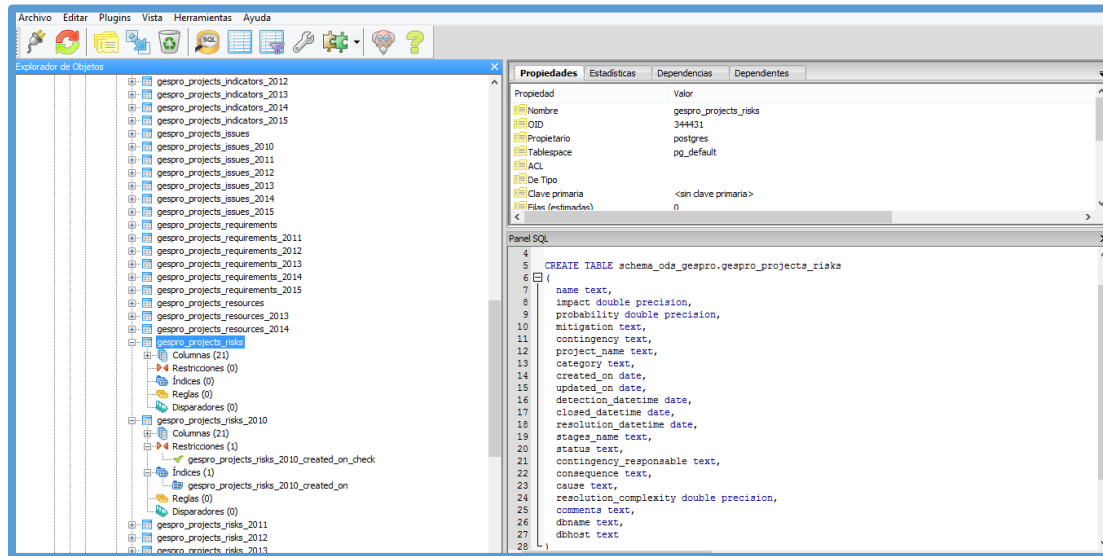 Archivo Editar Plugins Vista Herramientas Ayuda
SQL
Explorador de Objetos
gespro_projects_indicators_2012
gespro_projects_indicators_2013
gespro_projects_indicators_2014
gespro_projects_indicators_2015
gespro_projects_issues
gespro_projects_issues_2010
gespro_projects_issues_2011
gespro_projects_issues_2012
gespro_projects_issues_2013
gespro_projects_issues_2014
gespro_projects_issues_2015
gespro_projects_requirements
gespro_projects_requirements_2011
gespro_projects_requirements_2012
gespro_projects_requirements_2013
gespro_projects_requirements_2014
gespro_projects_requirements_2015
gespro_projects_resources
gespro_projects_resources_2013
gespro_projects_resources_2014
gespro_projects_risks
Columnas (21)
Restricciones (0)
Índices (0)
Reglas (0)
Disparadores (0)
gespro_projects_risks_2010
Columnas (21)
Restricciones (1)
gespro_projects_risks_2010_created_on_check
Índices (1)
gespro_projects_risks_2010_created_on
Reglas (0)
Disparadores (0)
gespro_projects_risks_2011
gespro_projects_risks_2012
gespro_projects_risks_2013
Propiedades Estadísticas Dependencias Dependientes
Propiedad Valor
Nombre gespro_projects_risks
OID 344431
Propietario postgres
Tablespace pg_default
ACL
De Tipo
Clave primaria <sin clave primaria>
Filas (estimadas) 0
Panel SQL
4
5 CREATE TABLE schema_ods_gespro.gespro_projects_risks
6 (
7 name text,
8 impact double precision,
9 probability double precision,
10 mitigation text,
11 contingency text,
12 project_name text,
13 category text,
14 created_on date,
15 updated_on date,
16 detection_datetime date,
17 closed_datetime date,
18 resolution_datetime date,
19 stages_name text,
20 status text,
21 contingency_responsable text,
22 consequence text,
23 cause text,
24 resolution_complexity double precision,
25 comments text,
26 dbname text,
27 dbhost text
28 )